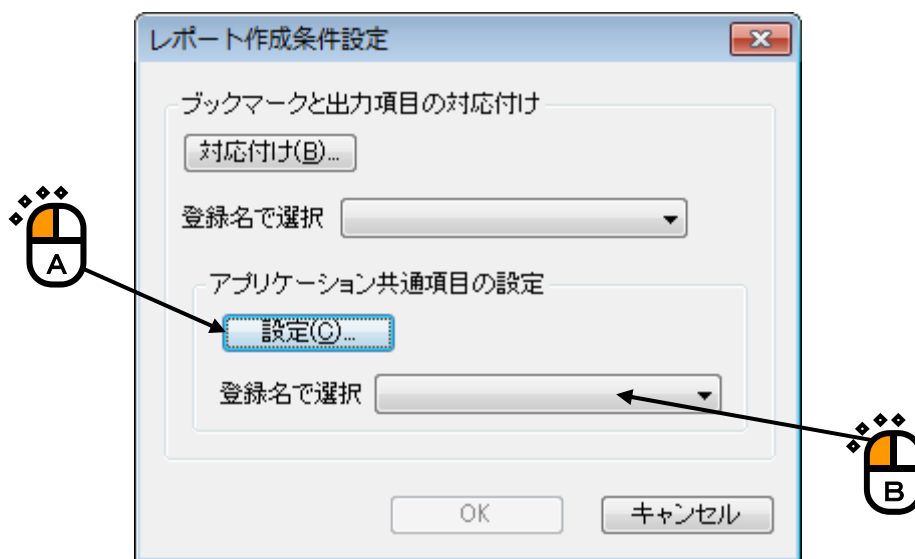 レポート作成条件設定
ブックマークと出力項目の対応付け
対応付け(B)...
登録名で選択
A
アプリケーション共通項目の設定
設定(C)...
登録名で選択
B
OK
キャンセル